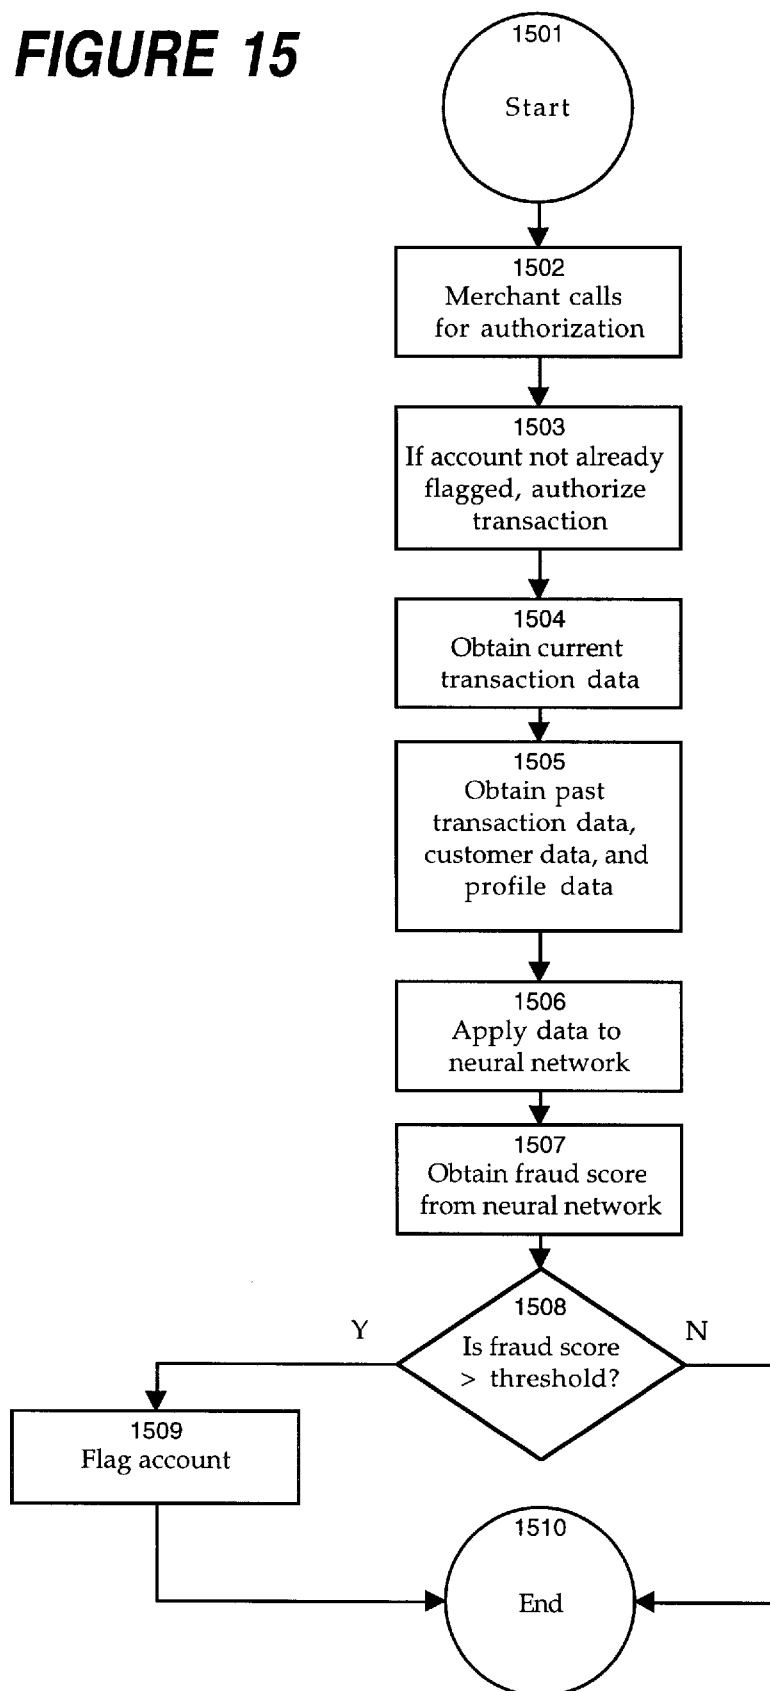 FIGURE 15
1501
Start
1502
Merchant calls
for authorization
1503
If account not already
flagged, authorize
transaction
1504
Obtain current
transaction data
1505
Obtain past
transaction data,
customer data, and
profile data
1506
Apply data to
neural network
1507
Obtain fraud score
from neural network
1508
Is fraud score
> threshold?
Y
N
1509
Flag account
1510
End